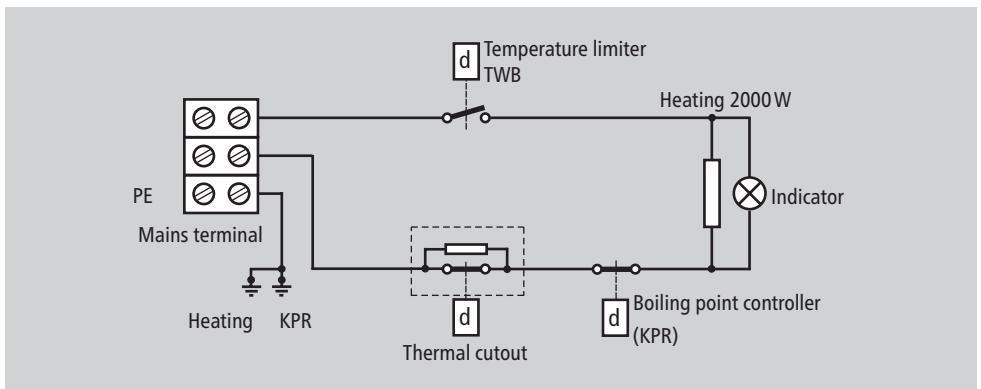 d
Temperature limiter
TWB
Heating 2000 W
PE
Indicator
Mains terminal
Heating
KPR
d
Thermal cutout
d
Boiling point controller
(KPR)